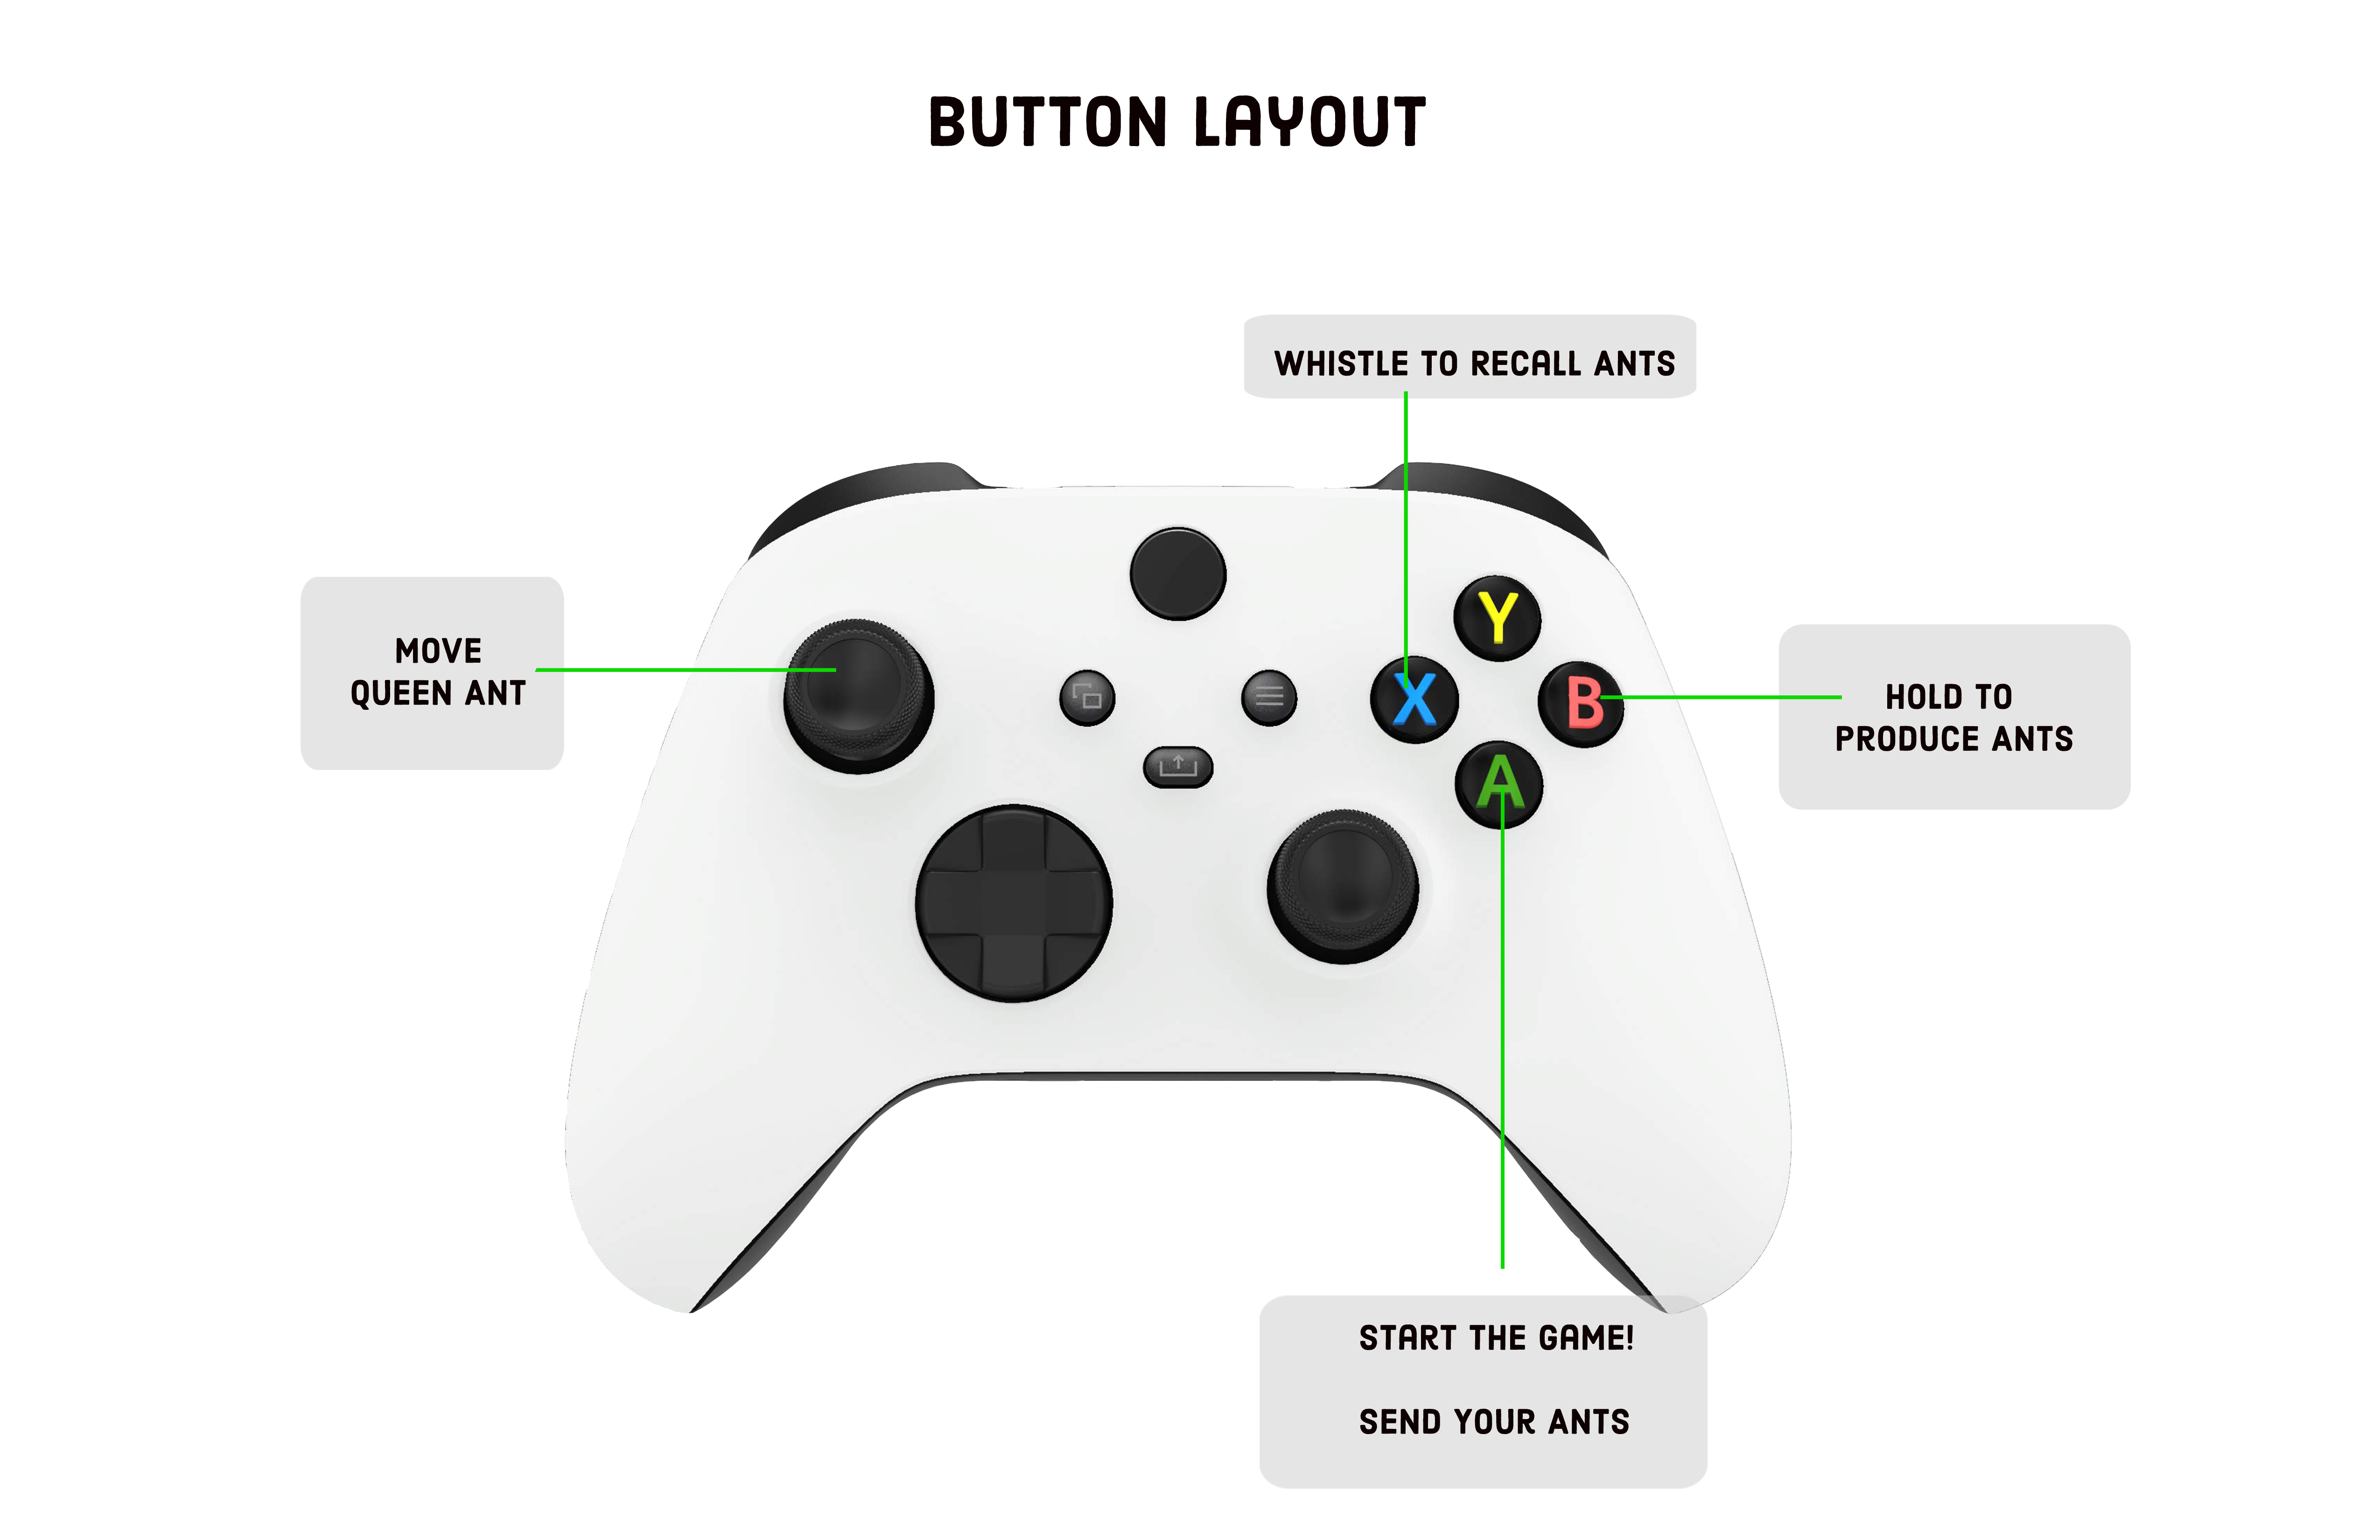 BUTTON LAYOUT
WHISTLE TO RECALL ANTS
MOVE
QUEEN ANT
Y
X
B
A
HOLD TO
PRODUCE ANTS
START THE GAME!
SEND YOUR ANTS